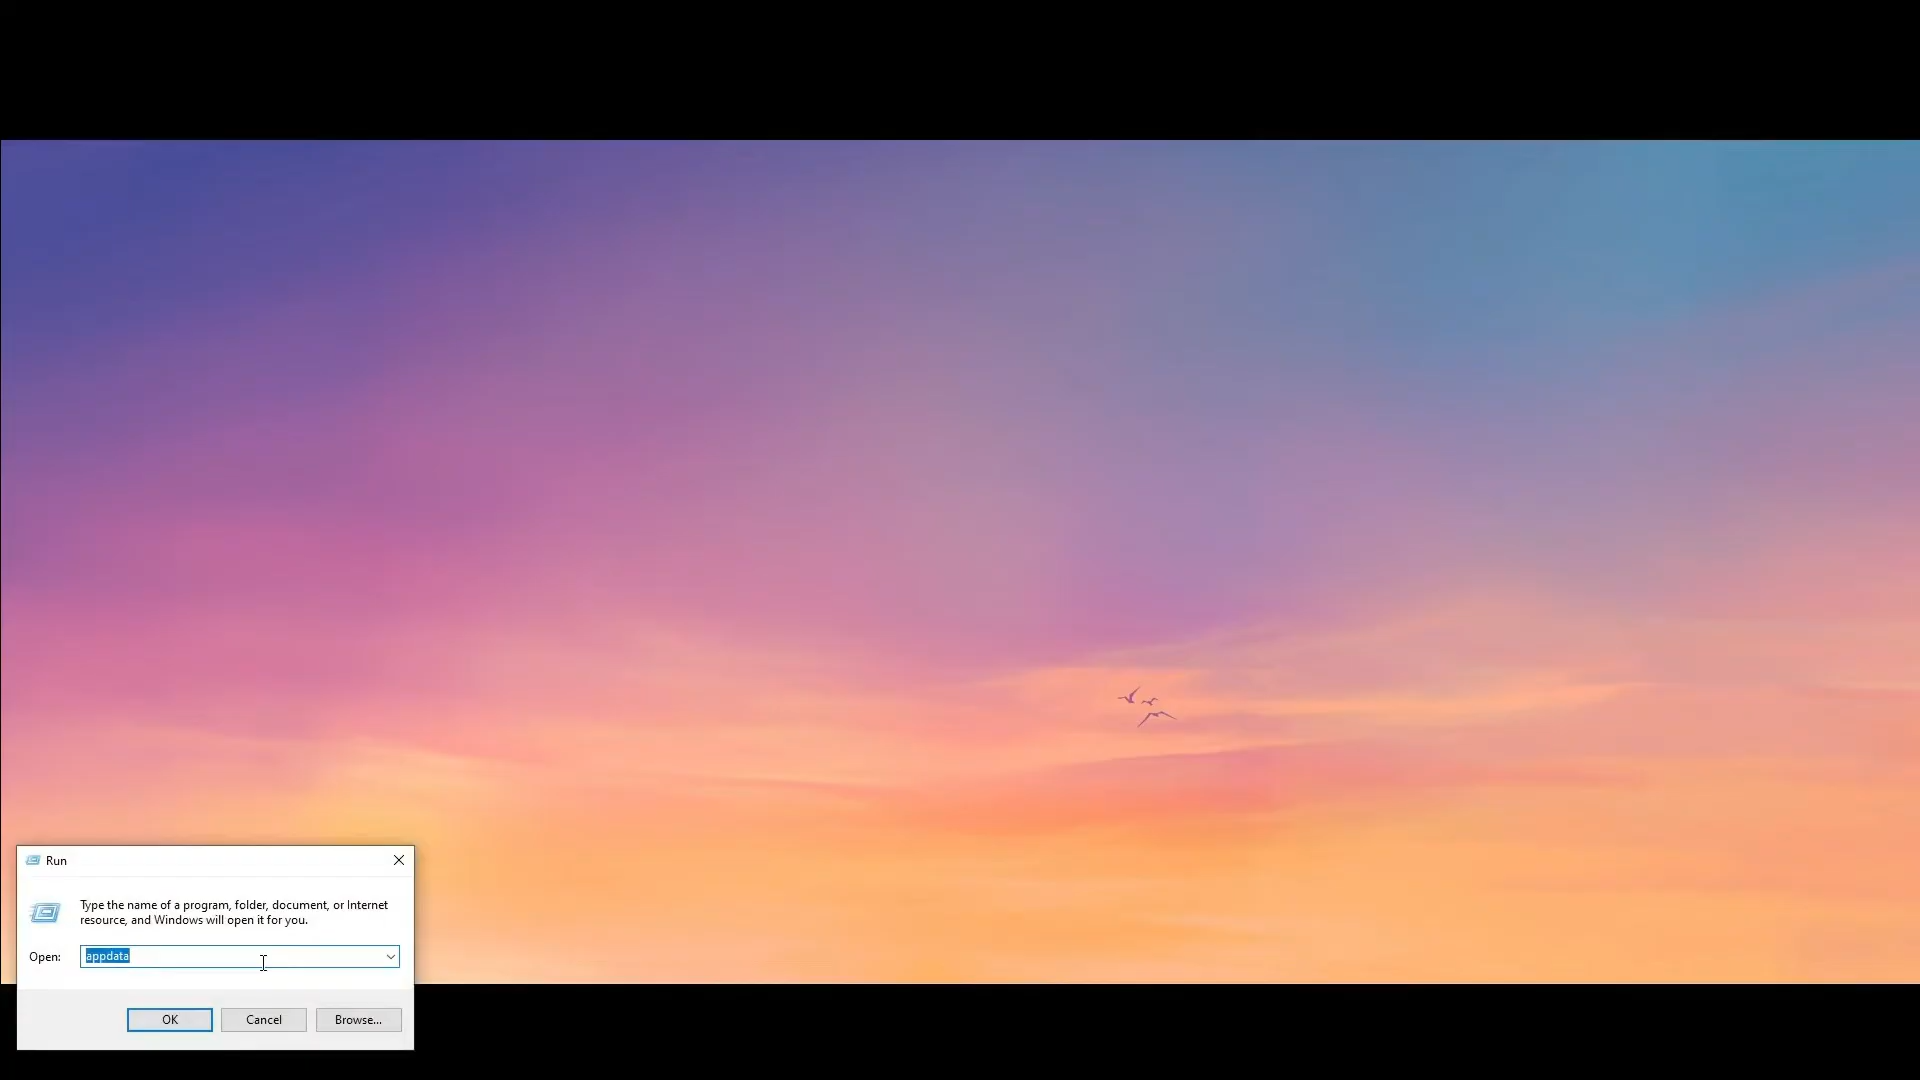 Run
Type the name of a program, folder, document, or Internet
resource, and Windows will open it for you.
Open: appdata
OK Cancel Browse...